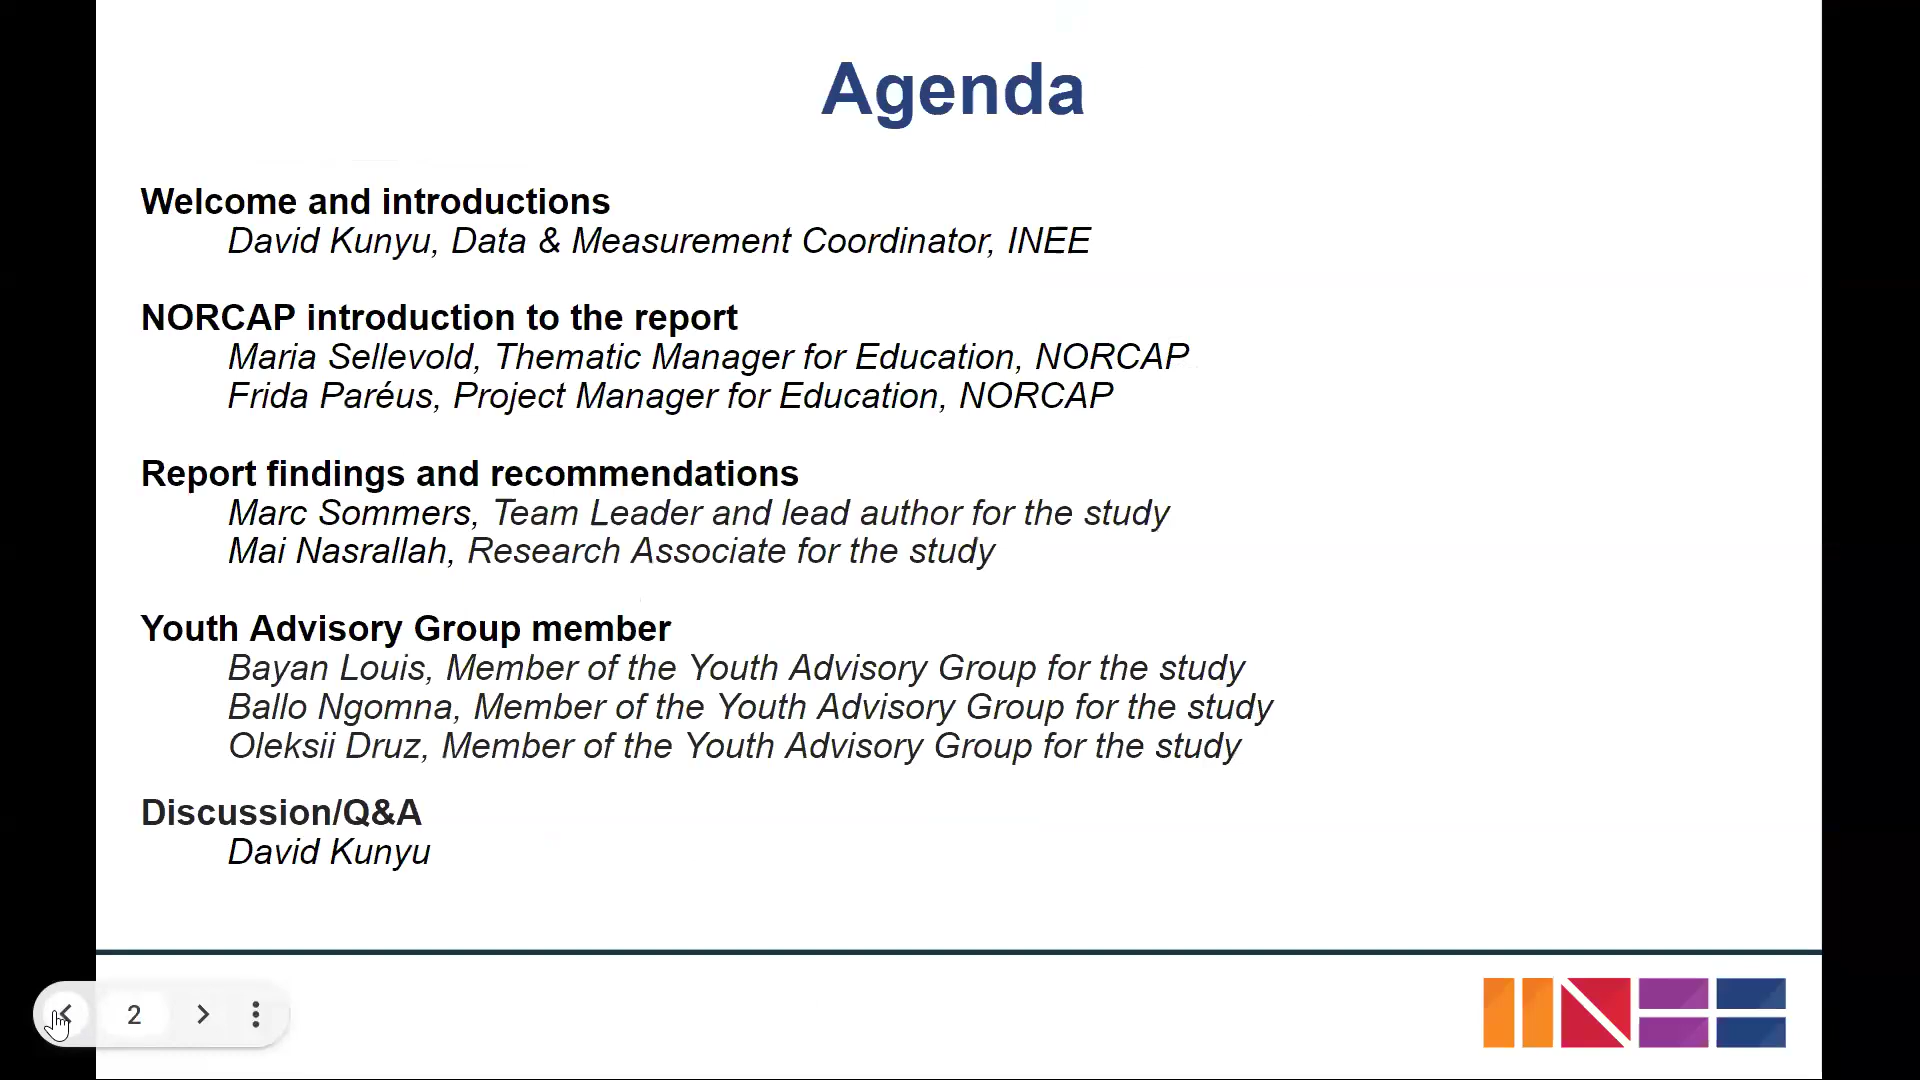 Agenda
Welcome and introductions
David Kunyu, Data & Measurement Coordinator, INEE
NORCAP introduction to the report
Maria Sellevold, Thematic Manager for Education, NORCAP
Frida Paréus, Project Manager for Education, NORCAP
Report findings and recommendations
Marc Sommers, Team Leader and lead author for the study
Mai Nasrallah, Research Associate for the study
Youth Advisory Group member
Bayan Louis, Member of the Youth Advisory Group for the study
Ballo Ngomna, Member of the Youth Advisory Group for the study
Oleksii Druz, Member of the Youth Advisory Group for the study
Discussion/Q&A
David Kunyu
2
INEE